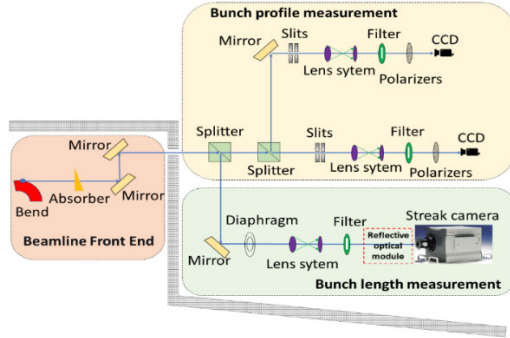 Bunch profile measurement
Mirror
Slits
Filter
CCD
Lens sytem
Polarizers
Splitter
Splitter
Slits
Filter
CCD
Lens sytem
Polarizers
Mirror
Absorber
Mirror
Bend
Beamline Front End
Diaphragm
Filter
Streak camera
Mirror
Lens sytem
Reflective
optical
module
Bunch length measurement